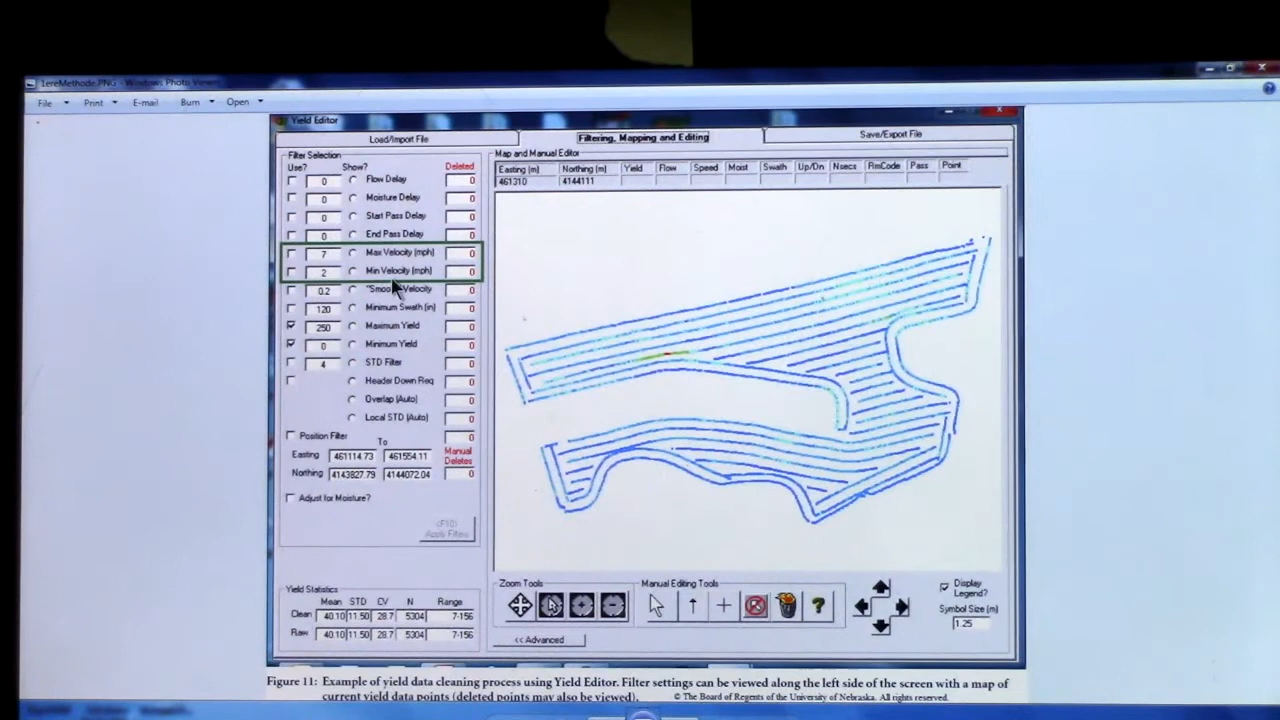 1ereMethode.PNG - Windows Photo Viewer
File Print E-mail Burn Open
Yield Editor
Load/Import File
Filtering, Mapping and Editing
Save/Export File
Filter Selection
Use? Show? Deleted
0 Flow Delay 0
0 Moisture Delay 0
0 Start Pass Delay 0
0 End Pass Delay 0
7 Max Velocity (mph) 0
2 Min Velocity (mph) 0
0.2 Velocity 0
120 Minimum Swath (in) 0
250 Maximum Yield 0
0 Minimum Yield 0
4 STD Filter 0
Header Down Req 0
Overlap (Auto) 0
Local STD (Auto) 0
Position Filter 0
To
Easting 461114.73 461554.11
Manual Deletes
Northing 4143827.79 4144072.04 0
Adjust for Moisture?
(F10)
Apply Filters
Yield Statistics
Mean STD CV N Range
Clean 40.10 11.50 28.7 5304 7-156
Raw 40.10 11.50 28.7 5304 7-156
Map and Manual Editor
Easting (m) Northing (m) Yield Flow Speed Moist Swath Up/Dn Nsecs RmCode Pass Point
461310 4144111
Zoom Tools
Manual Editing Tools
?
<< Advanced
Display
Legend?
Symbol Size (m)
1.25
Figure 11: Example of yield data cleaning process using Yield Editor. Filter settings can be viewed along the left side of the screen with a map of
current yield data points (deleted points may also be viewed). © The Board of Regents of the University of Nebraska. All rights reserved.